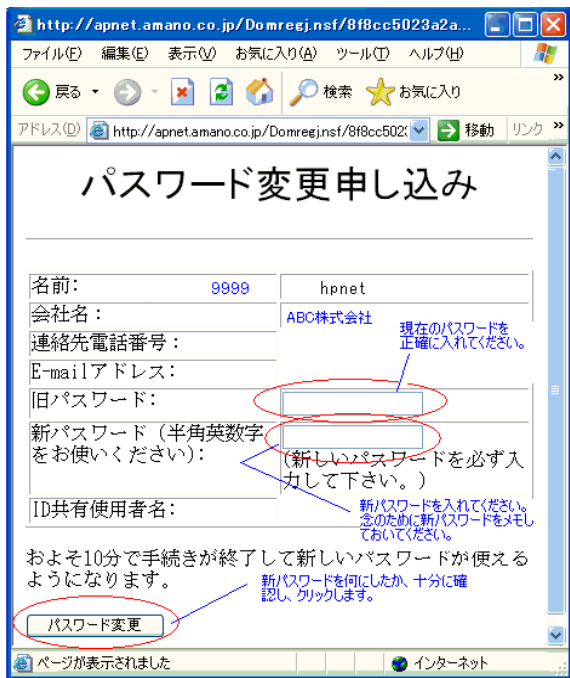 http://apnet.amano.co.jp/Domregj.nsf/8f8cc5023a2a...
ファイル(F) 編集(E) 表示(V) お気に入り(A) ツール(T) ヘルプ(H)
戻る 検索 お気に入り »
アドレス(D) http://apnet.amano.co.jp/Domregj.nsf/8f8cc502 移動 リンク »
パスワード変更申し込み
名前: 9999 hpnet
会社名: ABC株式会社
現在のパスワードを
正確に入れてください。
連絡先電話番号:
E-mailアドレス:
旧パスワード:
新パスワード(半角英数字
をお使いください):
(新しいパスワードを必ず入
力して下さい。)
新パスワードを入れてください。
念のために新パスワードをメモし
ておいてください。
ID共有使用者名:
およそ10分で手続きが終了して新しいパスワードが使える
ようになります。
新パスワードを何にしたか、十分に確
認し、クリックします。
パスワード変更
ページが表示されました インターネット